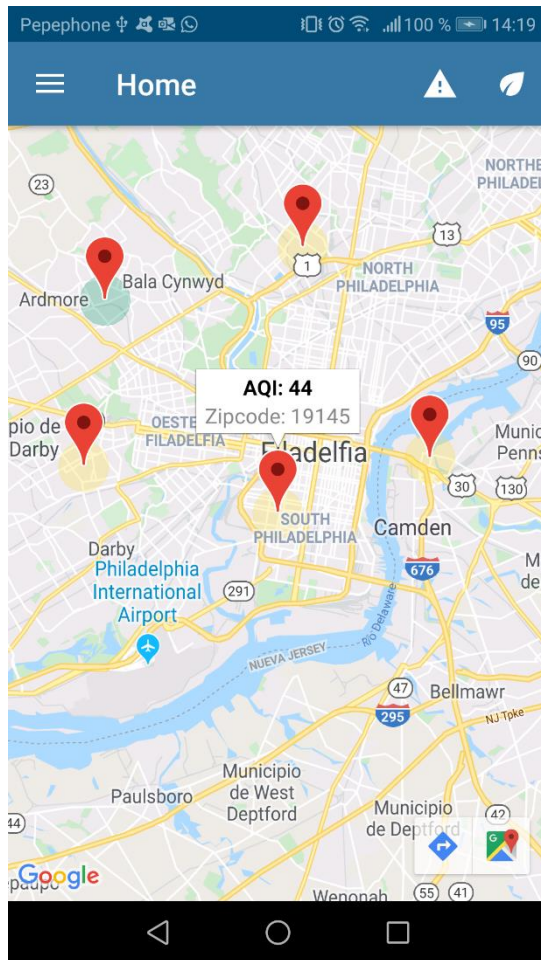 Pepephone 100 % 14:19
Home
NORTHE
PHILADEL
23
13
1
NORTH
PHILADELPHIA
Bala Cynwyd
Ardmore
95
90
AQI: 44
Zipcode: 19145
pio de
Darby
OESTE
FILADELFIA
Filadelfia
Munic
Penns
30
130
SOUTH
PHILADELPHIA
Camden
Darby
Philadelphia
International
Airport
676
M
de
291
Río Delaware
NUEVA JERSEY
47
Bellmawr
295
NJ Tpke
Municipio
de West
Deptford
Paulsboro
Municipio
de Deptford
42
44)
Google
Wenonah
55
41